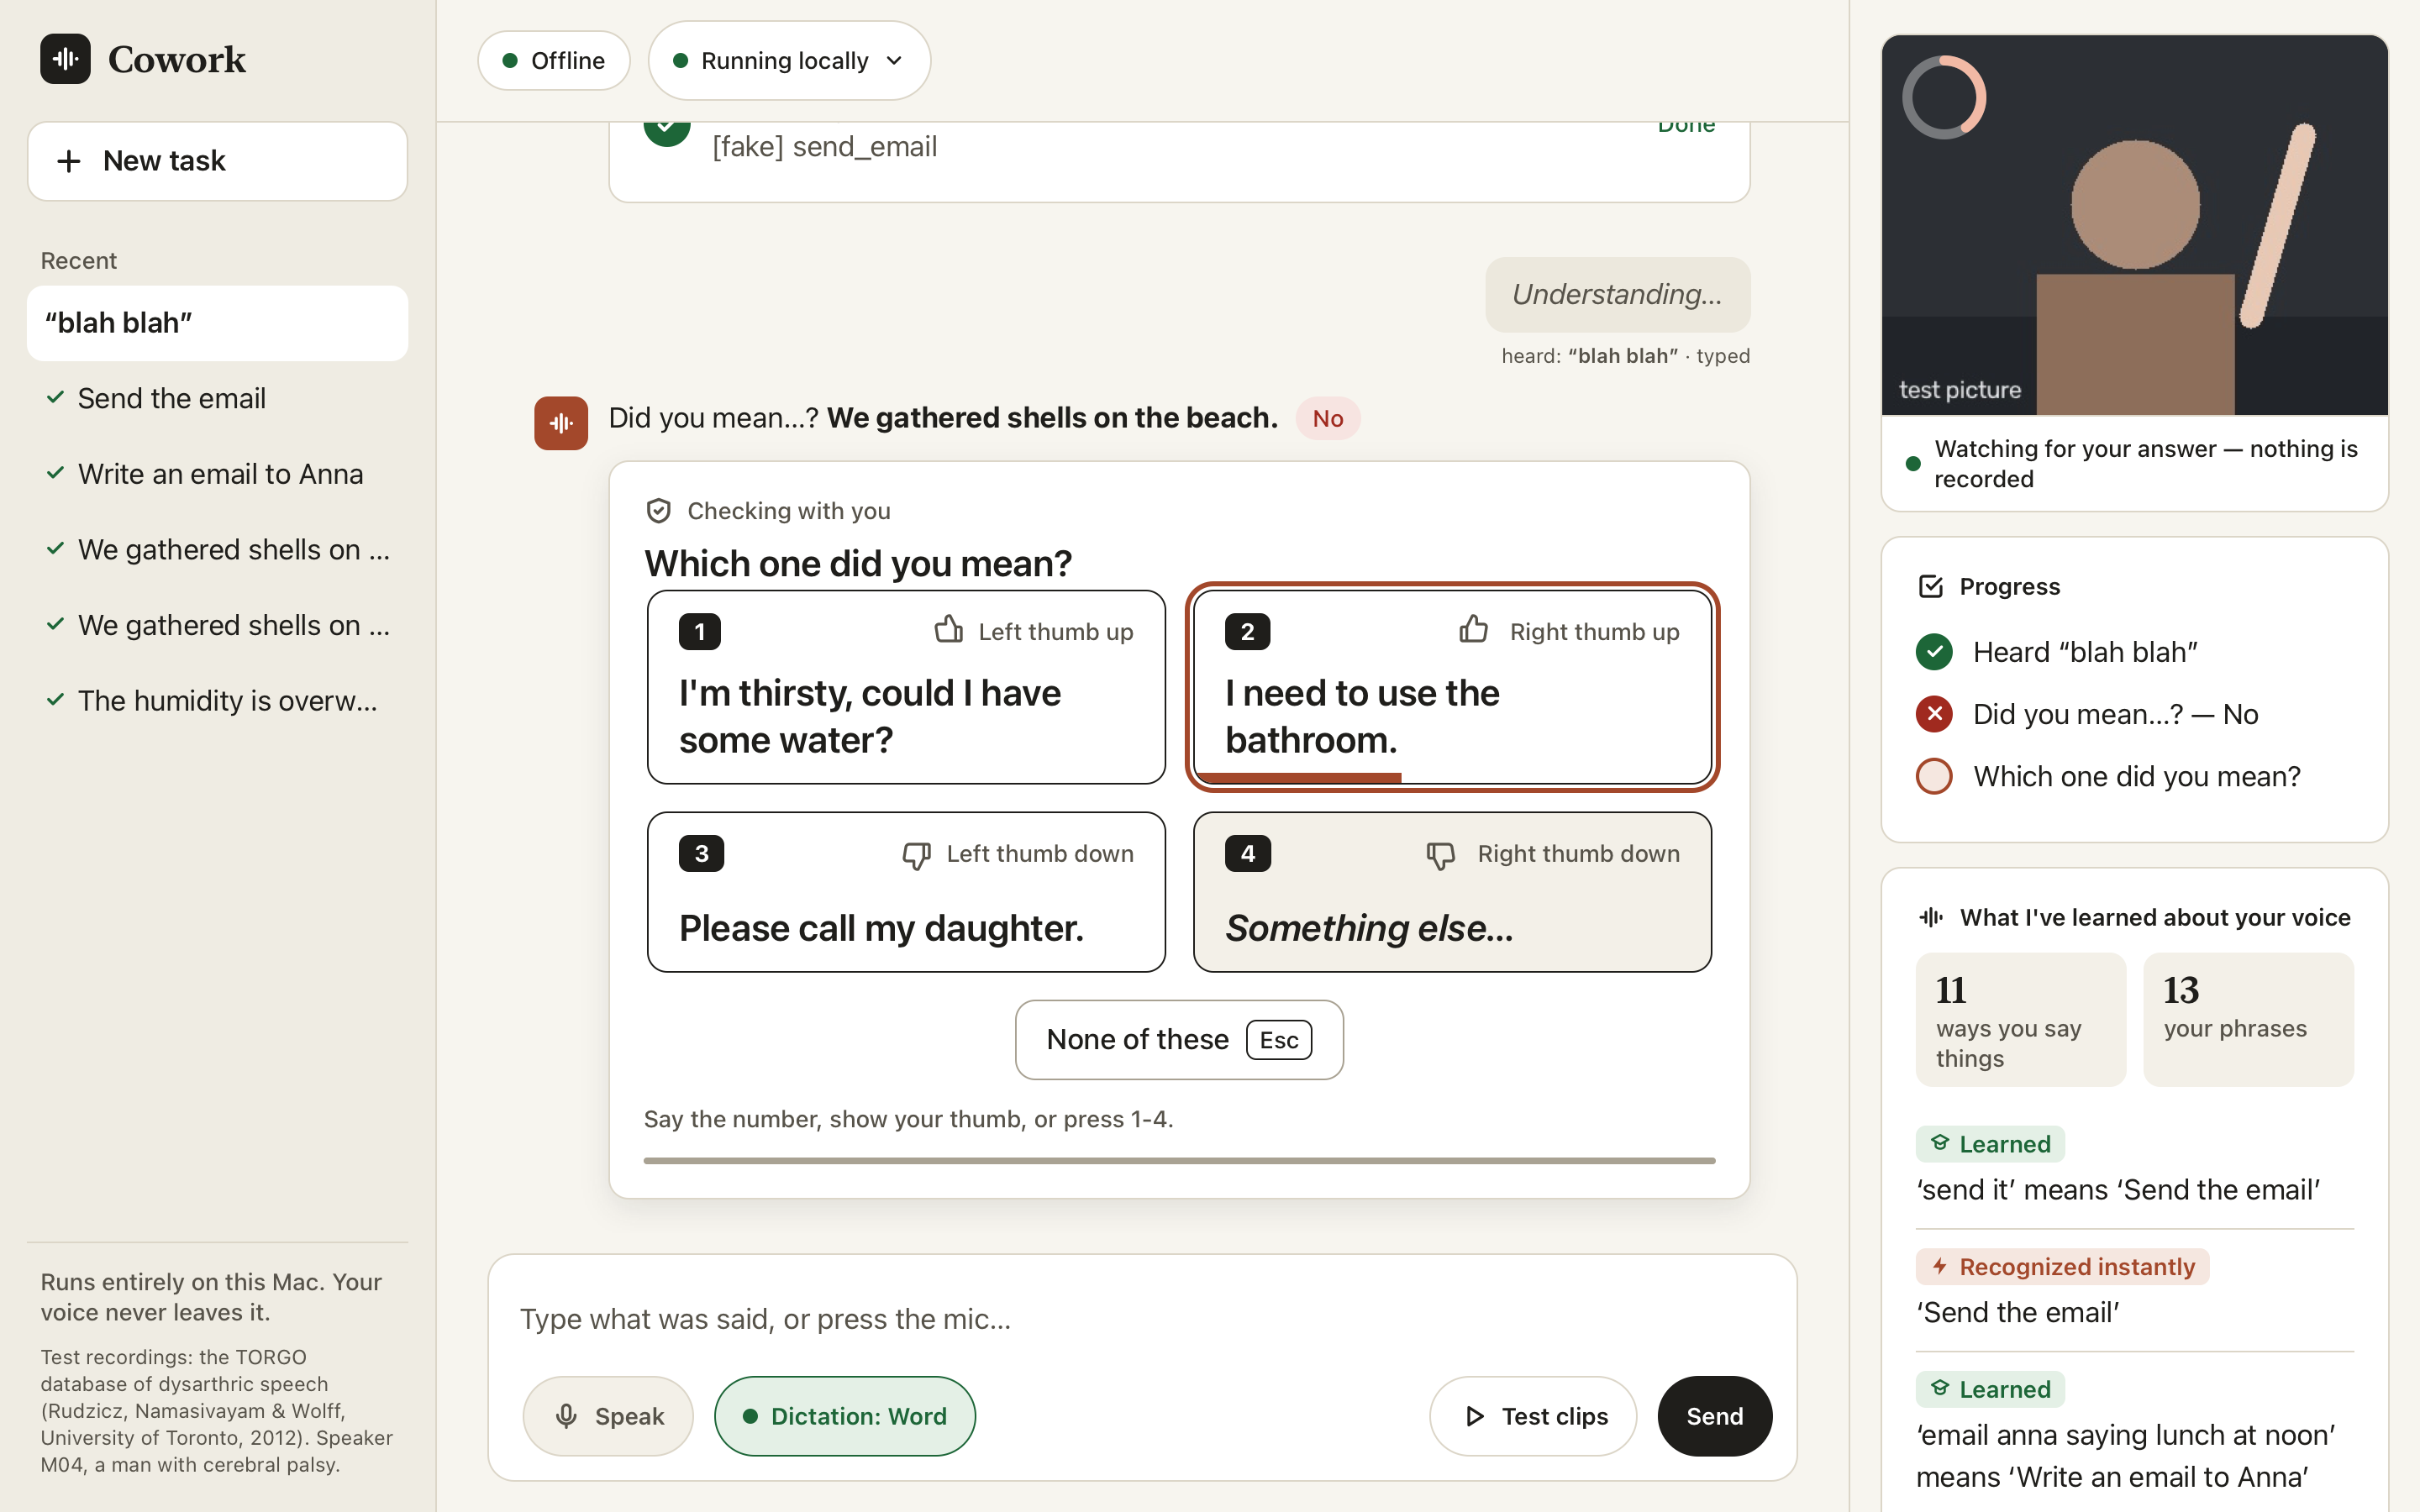 Cowork
New task
Recent
“blah blah”
Send the email
Write an email to Anna
We gathered shells on ...
We gathered shells on ...
The humidity is overw...
Runs entirely on this Mac. Your
voice never leaves it.
Test recordings: the TORGO
database of dysarthric speech
(Rudzicz, Namasivayam & Wolff,
University of Toronto, 2012). Speaker
M04, a man with cerebral palsy.
Offline
Running locally
Done
[fake] send_email
Understanding...
heard: “blah blah” · typed
Did you mean...? We gathered shells on the beach. No
Checking with you
Which one did you mean?
1 Left thumb up
I'm thirsty, could I have
some water?
2 Right thumb up
I need to use the
bathroom.
3 Left thumb down
Please call my daughter.
4 Right thumb down
Something else...
None of these Esc
Say the number, show your thumb, or press 1-4.
Type what was said, or press the mic...
Speak
Dictation: Word
Test clips
Send
test picture
Watching for your answer — nothing is
recorded
Progress
Heard “blah blah”
Did you mean...? — No
Which one did you mean?
What I've learned about your voice
11
ways you say
things
13
your phrases
Learned
‘send it’ means ‘Send the email’
Recognized instantly
‘Send the email’
Learned
‘email anna saying lunch at noon’
means ‘Write an email to Anna’